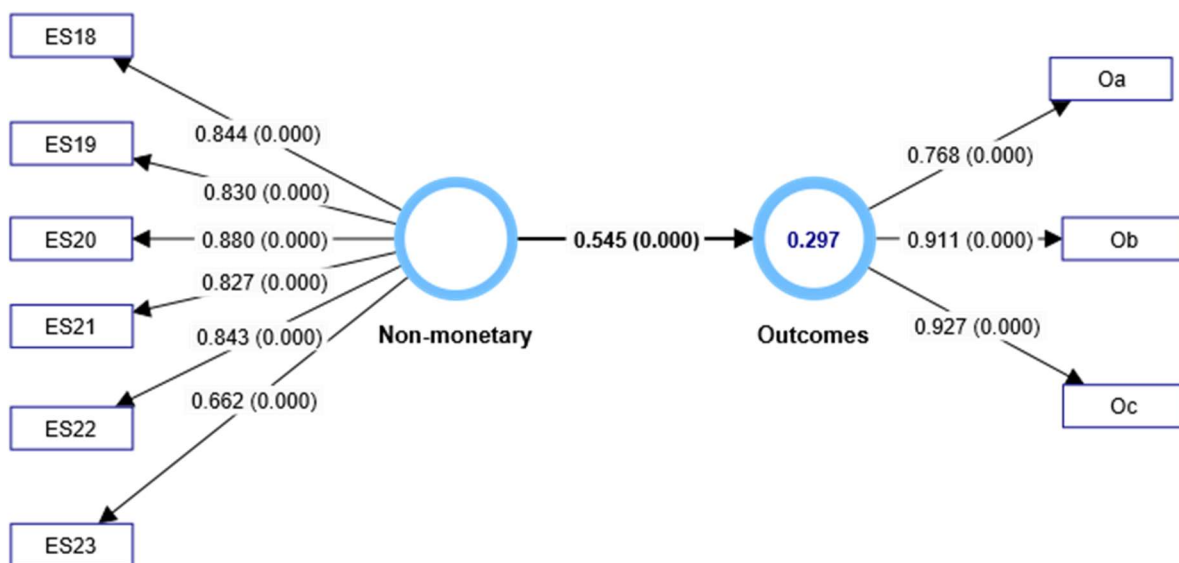 ES18
0.844 (0.000)
ES19
0.830 (0.000)
ES20
0.880 (0.000)
ES21
0.827 (0.000)
ES22
0.843 (0.000)
ES23
0.662 (0.000)
Non-monetary
0.545 (0.000)
0.297
Outcomes
Oa
0.768 (0.000)
Ob
0.911 (0.000)
Oc
0.927 (0.000)